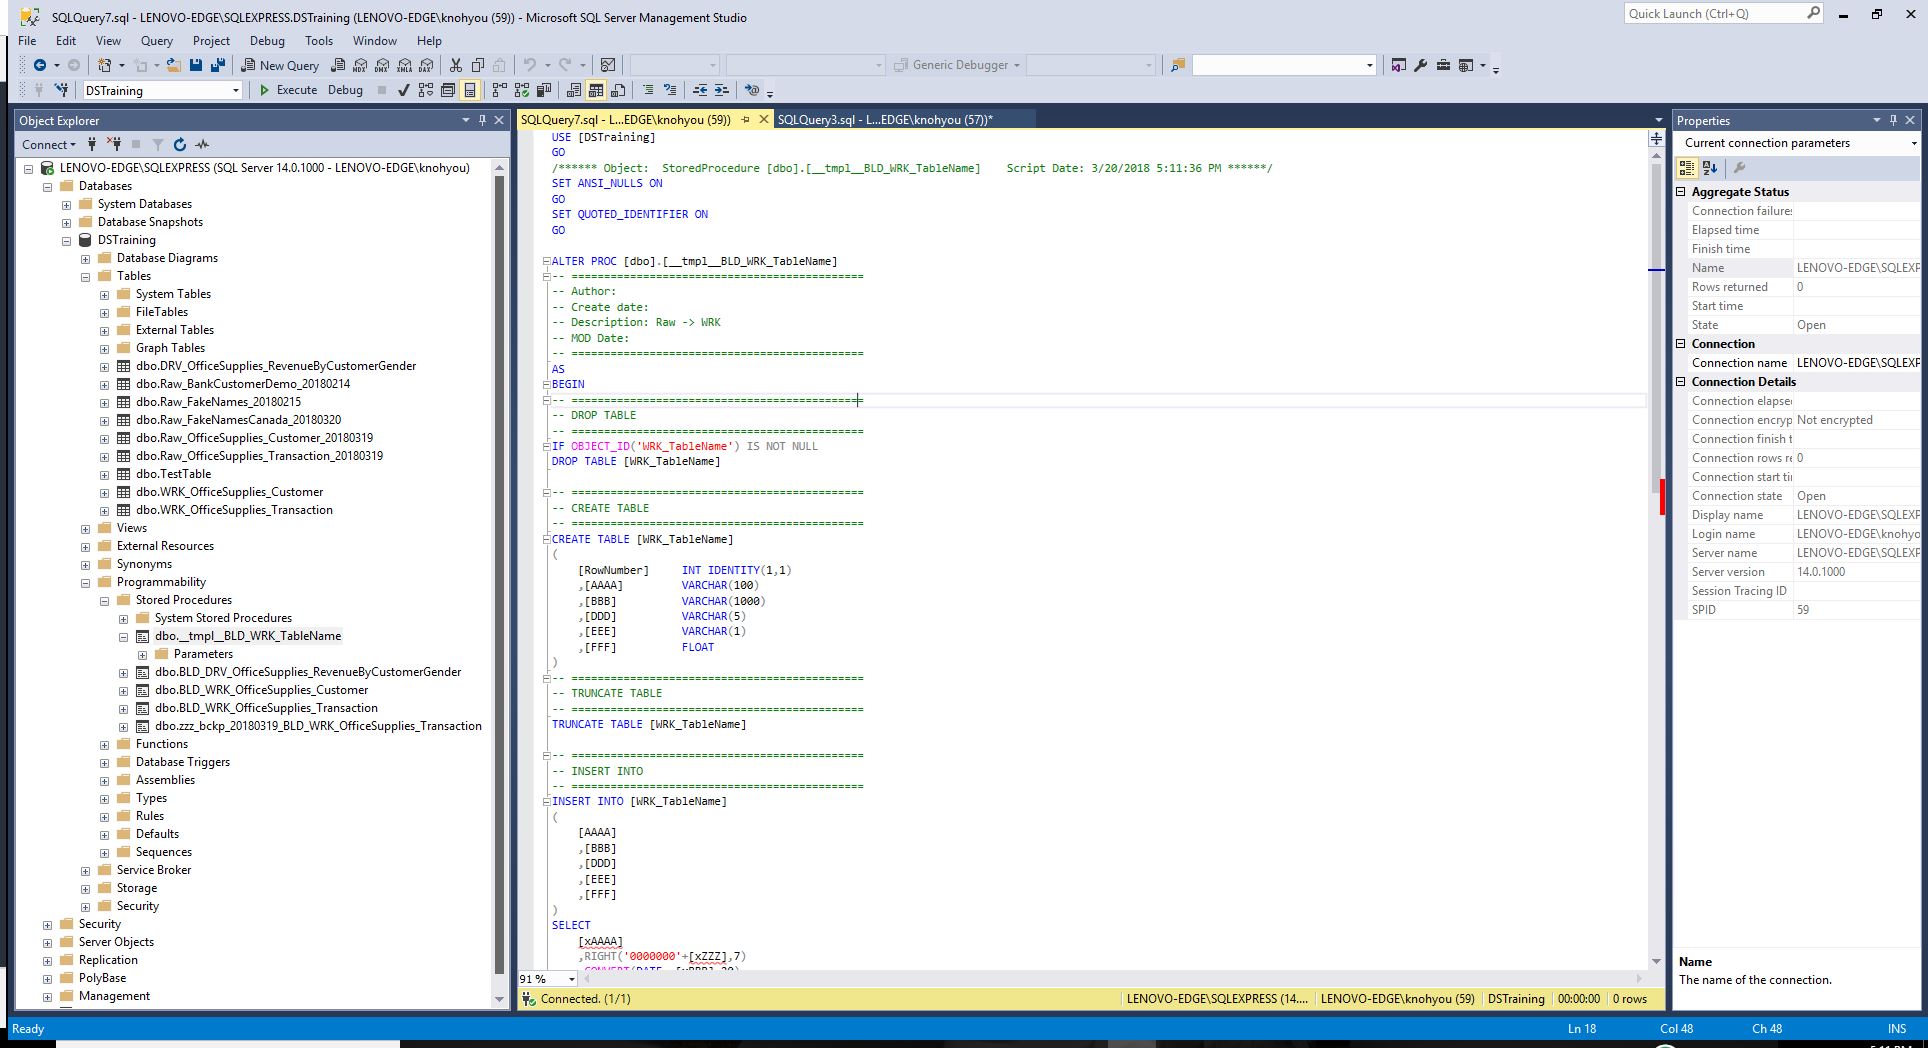 SQLQuery7.sql - LENOVO-EDGE\SQLEXPRESS.DSTraining (LENOVO-EDGE\knohyou (59)) - Microsoft SQL Server Management Studio
Quick Launch (Ctrl+Q)
File Edit View Query Project Debug Tools Window Help
New Query
MDX DMX XMLA DAX
Generic Debugger
DSTraining
Execute Debug
Object Explorer
Connect
LENOVO-EDGE\SQLEXPRESS (SQL Server 14.0.1000 - LENOVO-EDGE\knohyou)
Databases
System Databases
Database Snapshots
DSTraining
Database Diagrams
Tables
System Tables
FileTables
External Tables
Graph Tables
dbo.DRV_OfficeSupplies_RevenueByCustomerGender
dbo.Raw_BankCustomerDemo_20180214
dbo.Raw_FakeNames_20180215
dbo.Raw_FakeNamesCanada_20180320
dbo.Raw_OfficeSupplies_Customer_20180319
dbo.Raw_OfficeSupplies_Transaction_20180319
dbo.TestTable
dbo.WRK_OfficeSupplies_Customer
dbo.WRK_OfficeSupplies_Transaction
Views
External Resources
Synonyms
Programmability
Stored Procedures
System Stored Procedures
dbo.__tmpl__BLD_WRK_TableName
Parameters
dbo.BLD_DRV_OfficeSupplies_RevenueByCustomerGender
dbo.BLD_WRK_OfficeSupplies_Customer
dbo.BLD_WRK_OfficeSupplies_Transaction
dbo.zzz_bckp_20180319_BLD_WRK_OfficeSupplies_Transaction
Functions
Database Triggers
Assemblies
Types
Rules
Defaults
Sequences
Service Broker
Storage
Security
Security
Server Objects
Replication
PolyBase
Management
SQLQuery7.sql - L...EDGE\knohyou (59))
SQLQuery3.sql - L...EDGE\knohyou (57))*
USE [DSTraining]
GO
/****** Object:  StoredProcedure [dbo].[__tmpl__BLD_WRK_TableName]    Script Date: 3/20/2018 5:11:36 PM ******/
SET ANSI_NULLS ON
GO
SET QUOTED_IDENTIFIER ON
GO
ALTER PROC [dbo].[__tmpl__BLD_WRK_TableName]
-- =============================================
-- Author:
-- Create date:
-- Description: Raw -> WRK
-- MOD Date:
-- =============================================
AS
BEGIN
-- =============================================
-- DROP TABLE
-- =============================================
IF OBJECT_ID('WRK_TableName') IS NOT NULL
DROP TABLE [WRK_TableName]
-- =============================================
-- CREATE TABLE
-- =============================================
CREATE TABLE [WRK_TableName]
(
[RowNumber] INT IDENTITY(1,1)
,[AAAA] VARCHAR(100)
,[BBB] VARCHAR(1000)
,[DDD] VARCHAR(5)
,[EEE] VARCHAR(1)
,[FFF] FLOAT
)
-- =============================================
-- TRUNCATE TABLE
-- =============================================
TRUNCATE TABLE [WRK_TableName]
-- =============================================
-- INSERT INTO
-- =============================================
INSERT INTO [WRK_TableName]
(
[AAAA]
,[BBB]
,[DDD]
,[EEE]
,[FFF]
)
SELECT
[xAAAA]
,RIGHT('0000000'+[xZZZ],7)
91 %
Connected. (1/1)
LENOVO-EDGE\SQLEXPRESS (14.... LENOVO-EDGE\knohyou (59) DSTraining 00:00:00 0 rows
Properties
Current connection parameters
Aggregate Status
Connection failures
Elapsed time
Finish time
Name LENOVO-EDGE\SQLEXP
Rows returned 0
Start time
State Open
Connection
Connection name LENOVO-EDGE\SQLEXP
Connection Details
Connection elapse
Connection encryp Not encrypted
Connection finish t
Connection rows re 0
Connection start ti
Connection state Open
Display name LENOVO-EDGE\SQLEXP
Login name LENOVO-EDGE\knohyo
Server name LENOVO-EDGE\SQLEXP
Server version 14.0.1000
Session Tracing ID
SPID 59
Name
The name of the connection.
Ready
Ln 18 Col 48 Ch 48 INS